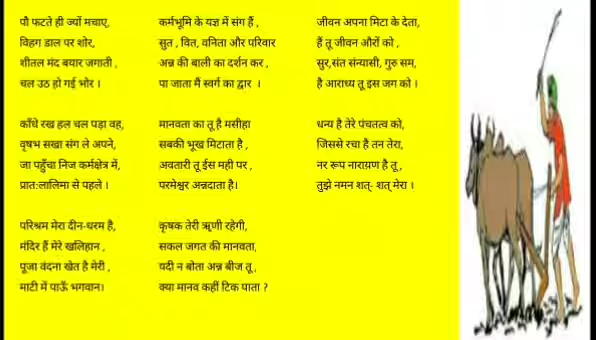 पौ फटते ही ज्यों मचाए,
विहग डाल पर शोर,
शीतल मंद बयार जगाती ,
चल उठ हो गई भोर ।
काँधे रख हल चल पड़ा वह,
वृषभ सखा संग ले अपने,
जा पहुँचा निज कर्मक्षेत्र में,
प्रात:लालिमा से पहले ।
परिश्रम मेरा दीन-धरम है,
मंदिर हैं मेरे खलिहान ,
पूजा वंदना खेत है मेरी ,
माटी में पाऊँ भगवान।
कर्मभूमि के यज्ञ में संग हैं ,
सुत , वित, वनिता और परिवार
अन्न की बाली का दर्शन कर ,
पा जाता मैं स्वर्ग का द्वार ।
मानवता का तू है मसीहा
सबकी भूख मिटाता है ,
अवतारी तू ईस मही पर ,
परमेश्वर अन्नदाता है।
कृषक तेरी ऋणी रहेगी,
सकल जगत की मानवता,
यदी न बोता अन्न बीज तू ,
क्या मानव कहीं टिक पाता ?
जीवन अपना मिटा के देता,
हैं तू जीवन औरों को ,
सुर,संत संन्यासी, गुरु सम,
है आराध्य तू इस जग को ।
धन्य है तेरे पंचतत्व को,
जिससे रचा है तन तेरा,
नर रूप नारायण है तू ,
तुझे नमन शत्- शत् मेरा ।